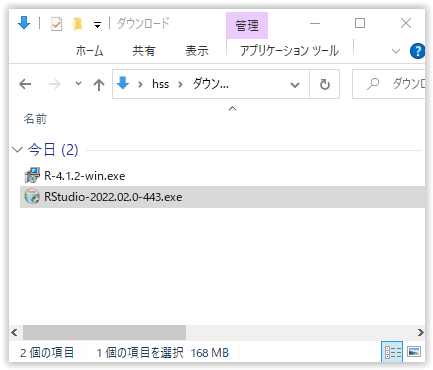 ダウンロード
管理
ホーム 共有 表示 アプリケーション ツール
hss ダウン...
ダウンロ
名前
今日 (2)
R-4.1.2-win.exe
RStudio-2022.02.0-443.exe
2 個の項目 1 個の項目を選択 168 MB